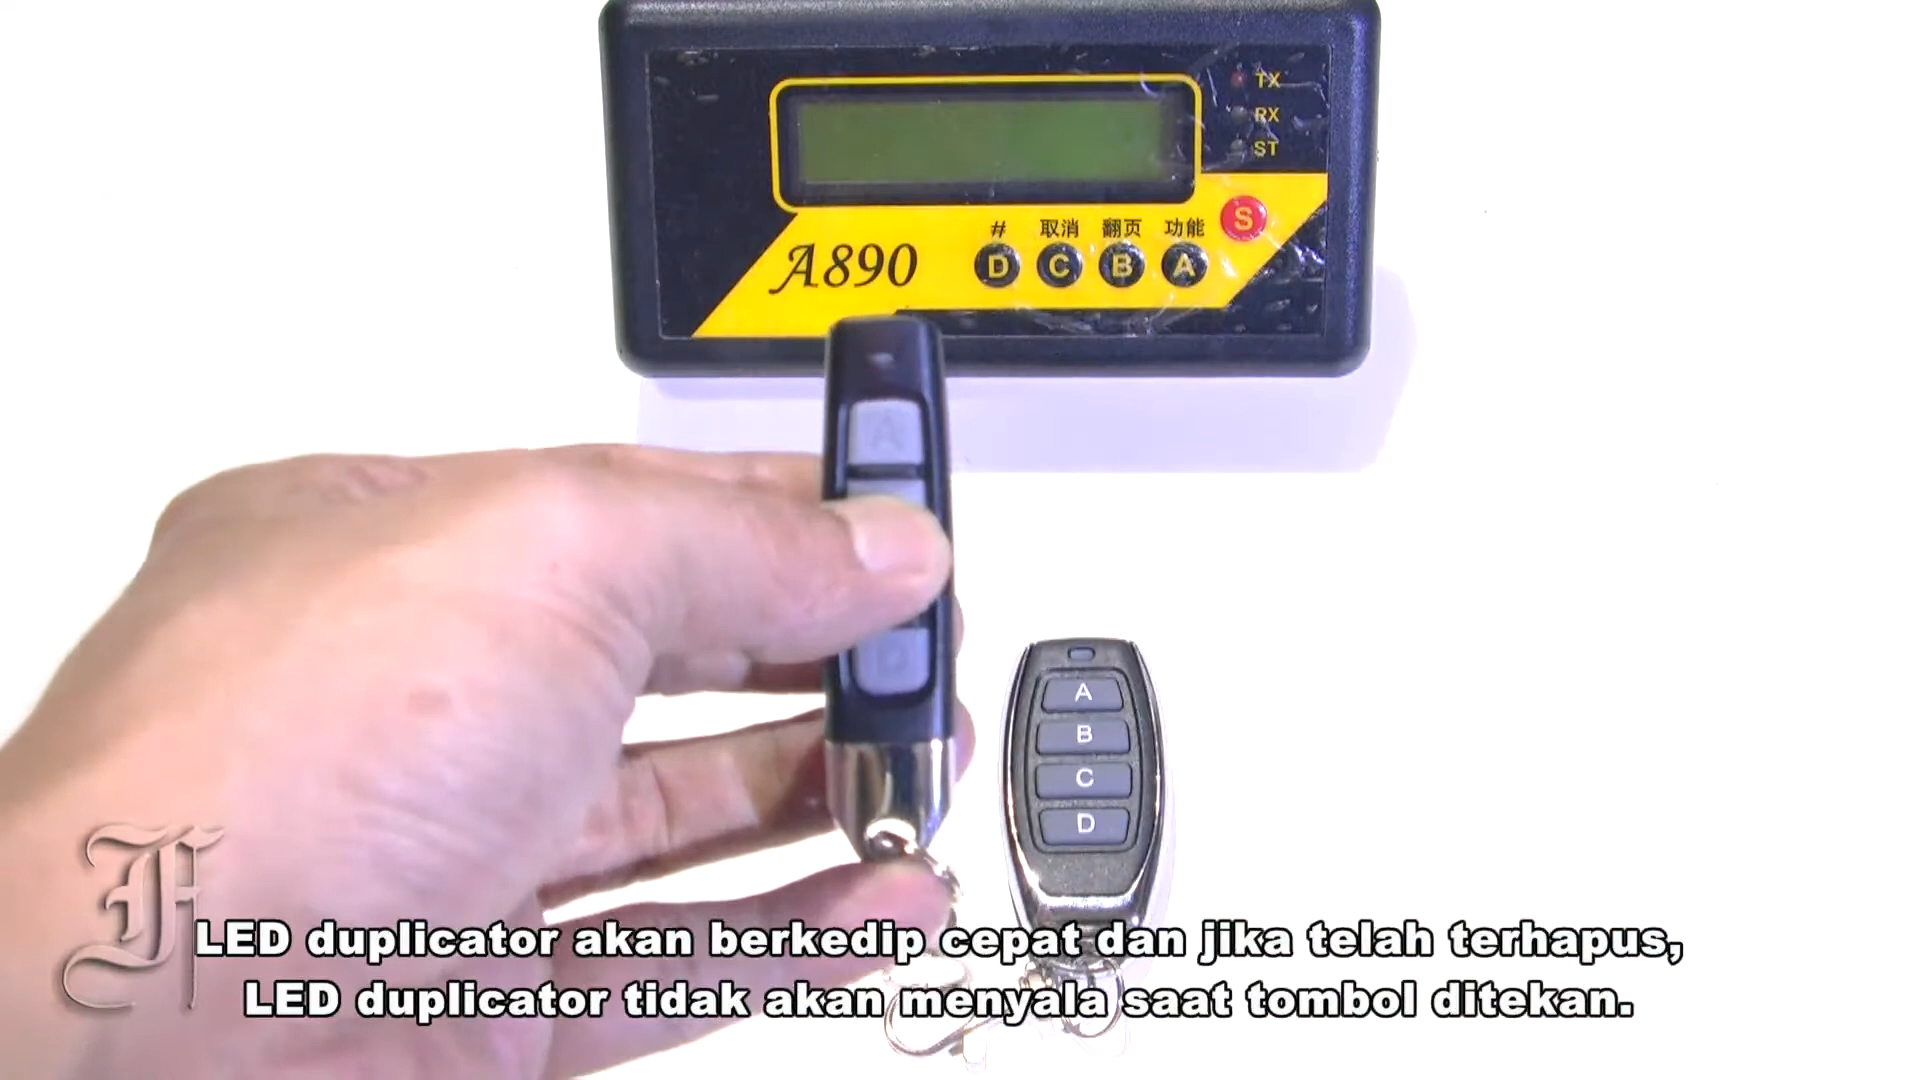 TX
RX
ST
S
# 取消 翻页 功能
D C B A
A890
A
D
A
B
C
D
F
LED duplicator akan berkedip cepat dan jika telah terhapus,
LED duplicator tidak akan menyala saat tombol ditekan.